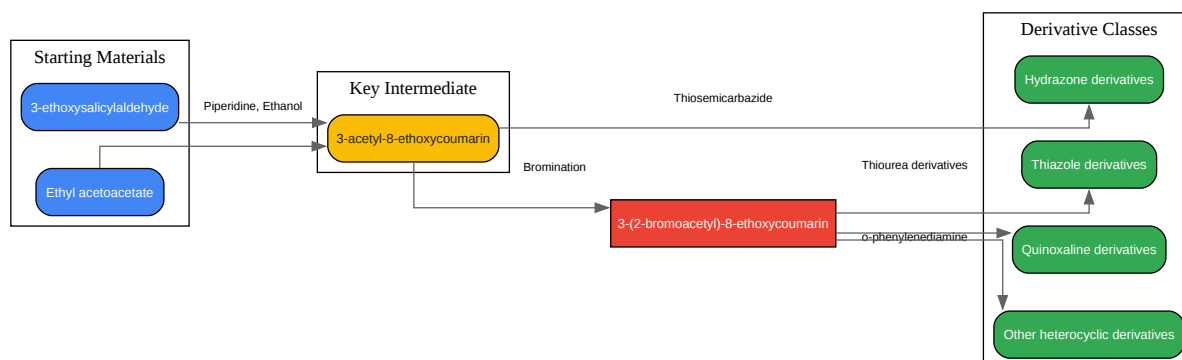 Starting Materials
3-ethoxysalicylaldehyde
Ethyl acetoacetate
Piperidine, Ethanol
Key Intermediate
3-acetyl-8-ethoxycoumarin
Thiosemicarbazide
Bromination
3-(2-bromoacetyl)-8-ethoxycoumarin
Thiourea derivatives
o-phenylenediamine
Derivative Classes
Hydrazone derivatives
Thiazole derivatives
Quinoxaline derivatives
Other heterocyclic derivatives